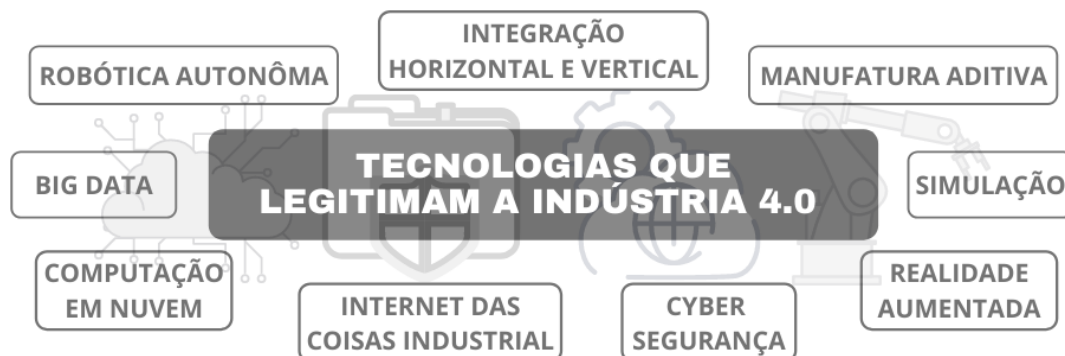 INTEGRAÇÃO
HORIZONTAL E VERTICAL
ROBÓTICA AUTONÔMA
MANUFATURA ADITIVA
TECNOLOGIAS QUE
LEGITIMAM A INDÚSTRIA 4.0
BIG DATA
SIMULAÇÃO
COMPUTAÇÃO
EM NUVEM
REALIDADE
AUMENTADA
INTERNET DAS
COISAS INDUSTRIAL
CYBER
SEGURANÇA